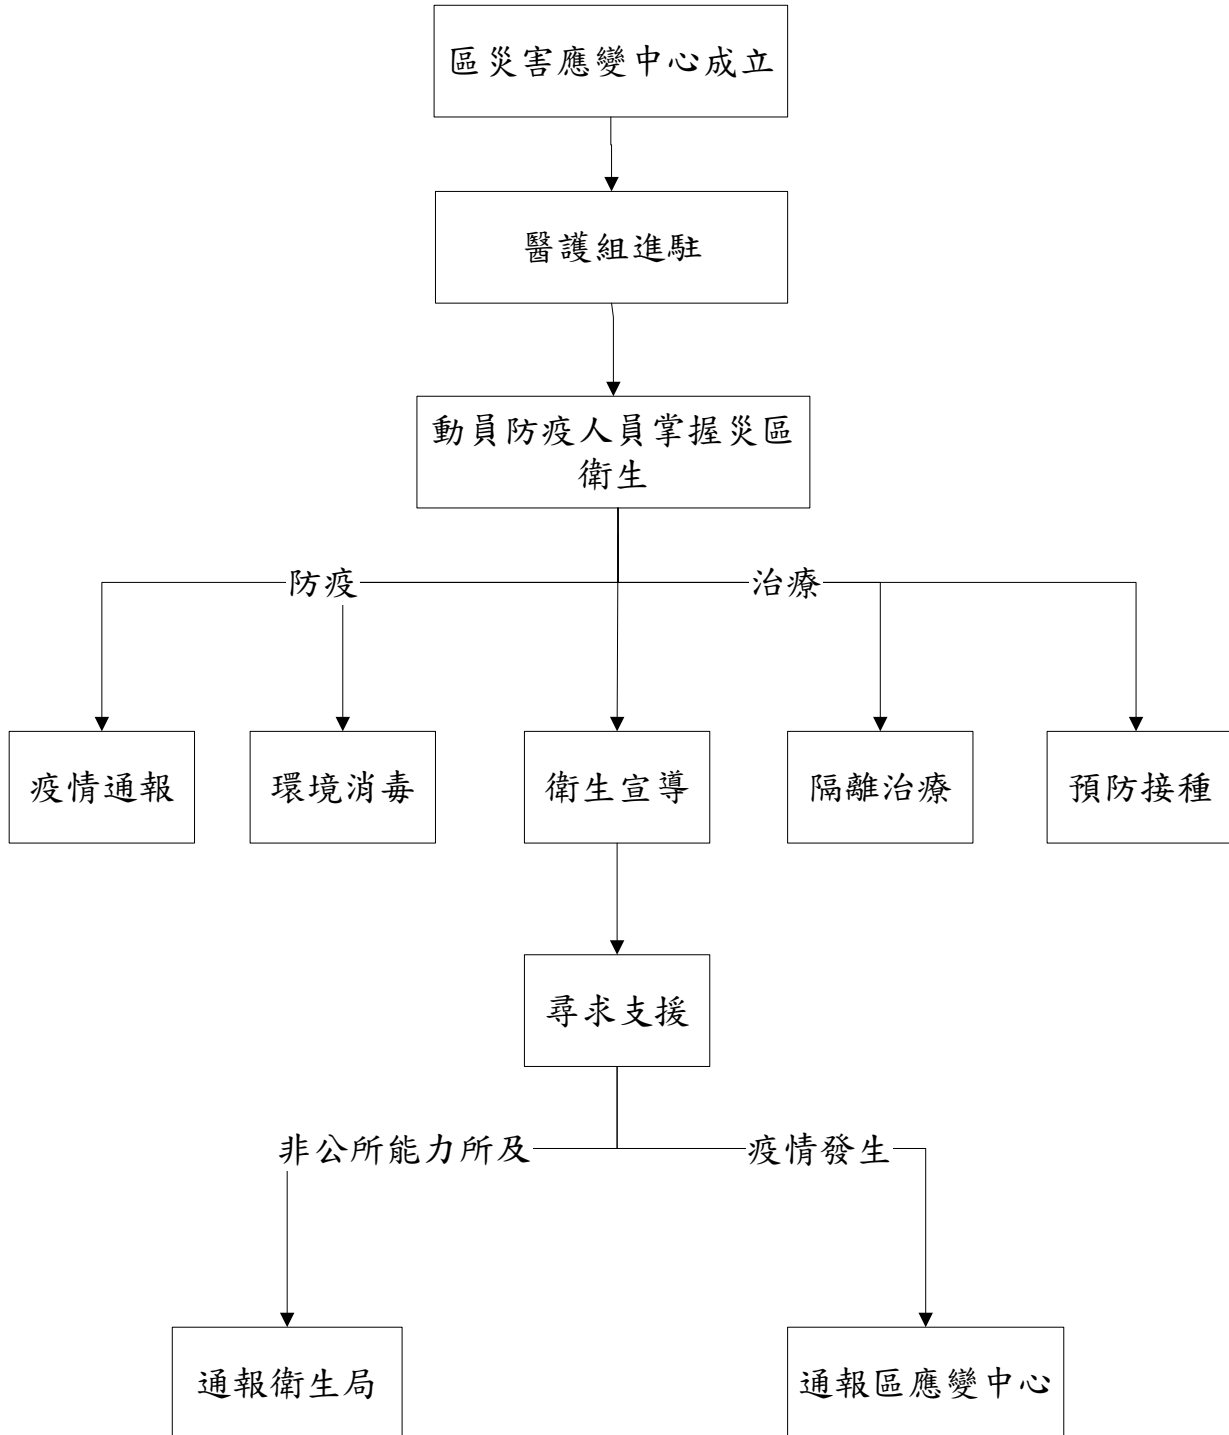 區災害應變中心成立
醫護組進駐
動員防疫人員掌握災區
衛生
防疫
治療
疫情通報
環境消毒
衛生宣導
隔離治療
預防接種
尋求支援
非公所能力所及
疫情發生
通報衛生局
通報區應變中心